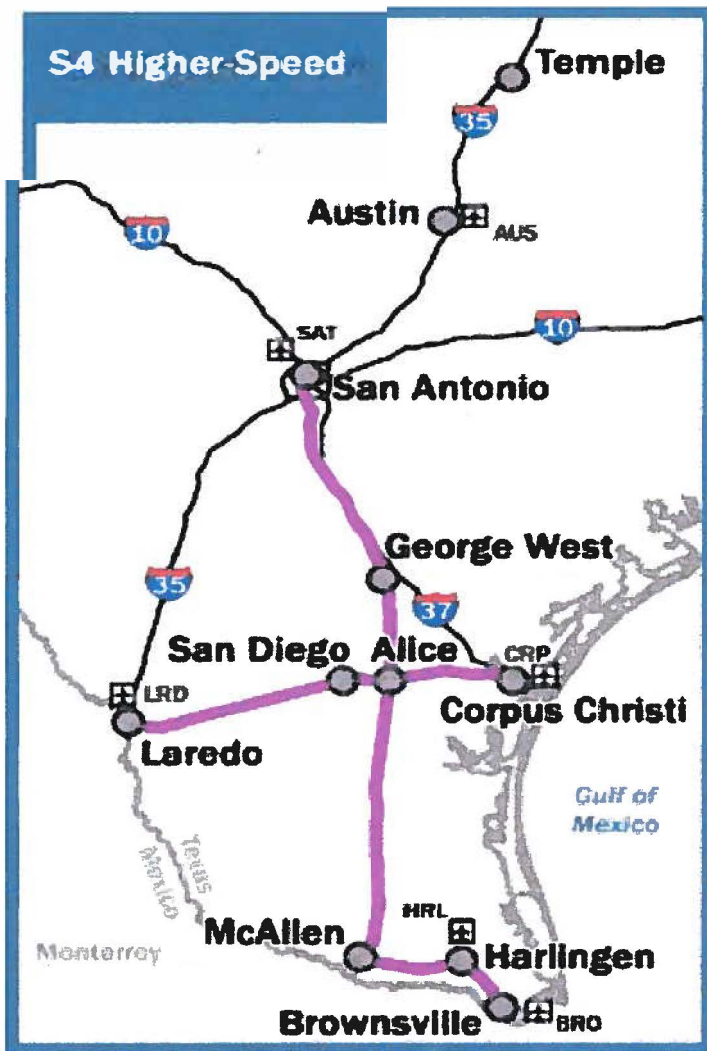 S4 Higher-Speed
Temple
35
Austin
AUS
10
10
SAT
San Antonio
George West
35
37
San Diego
Alice
CRP
LRD
Corpus Christi
Laredo
Gulf of
Mexico
Texas
Mexico
HRL
McAllen
Monterrey
Harlingen
Brownsville
BRO